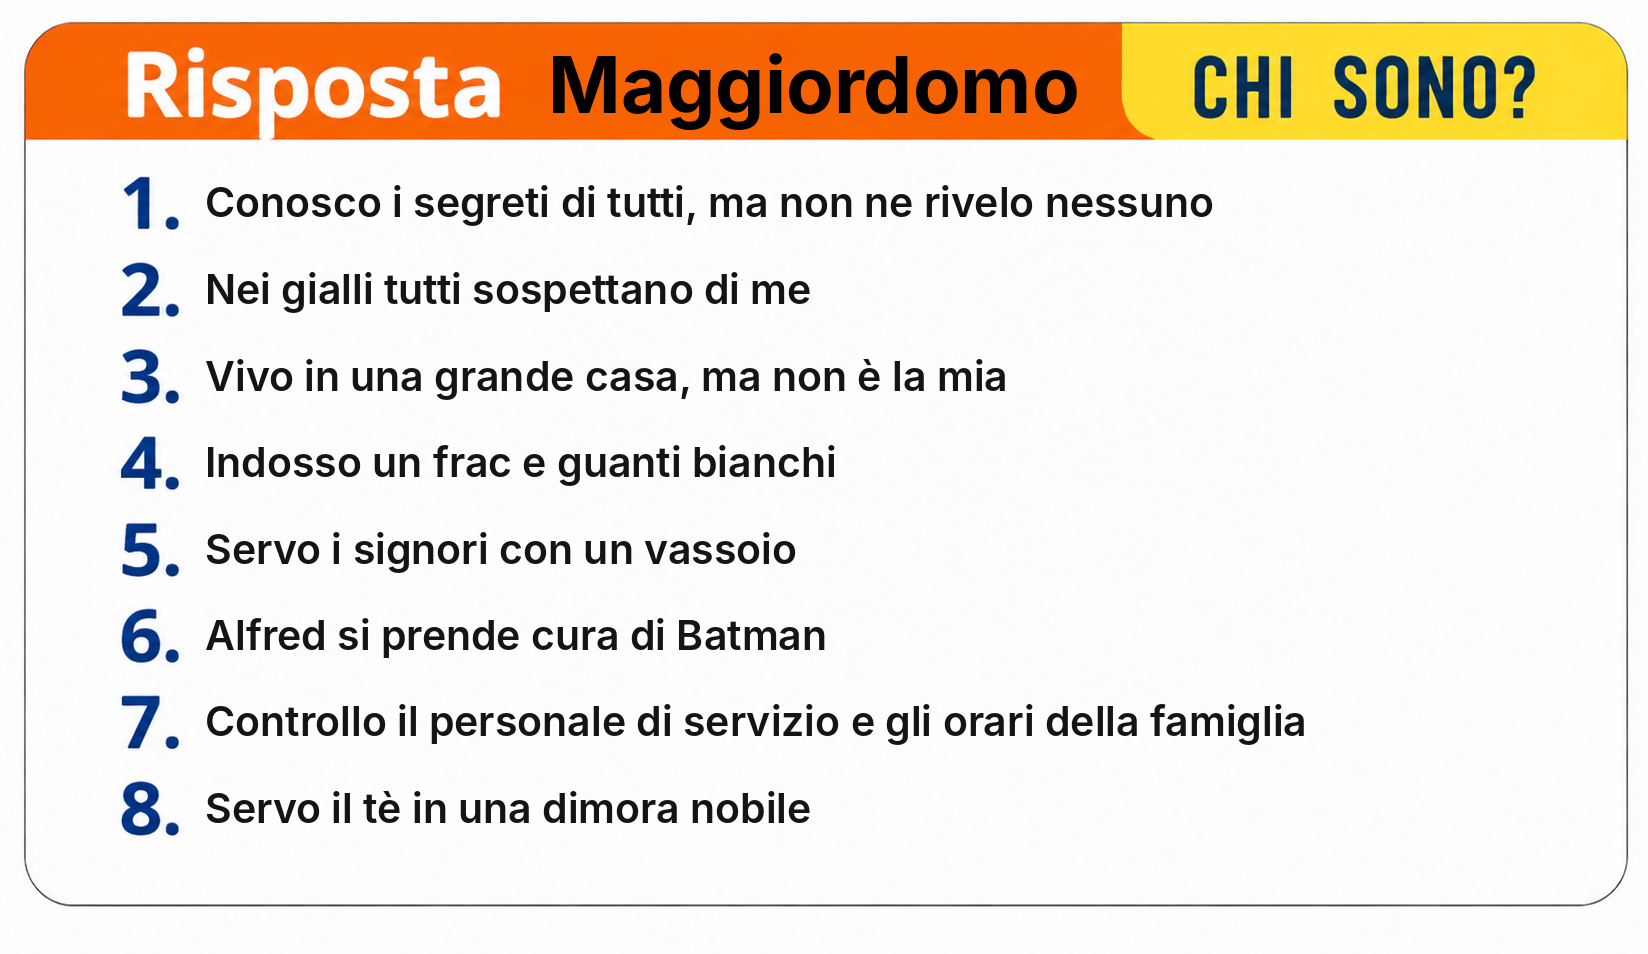 Risposta Maggiordomo CHI SONO?
1. Conosco i segreti di tutti, ma non ne rivelo nessuno
2. Nei gialli tutti sospettano di me
3. Vivo in una grande casa, ma non è la mia
4. Indosso un frac e guanti bianchi
5. Servo i signori con un vassoio
6. Alfred si prende cura di Batman
7. Controllo il personale di servizio e gli orari della famiglia
8. Servo il tè in una dimora nobile